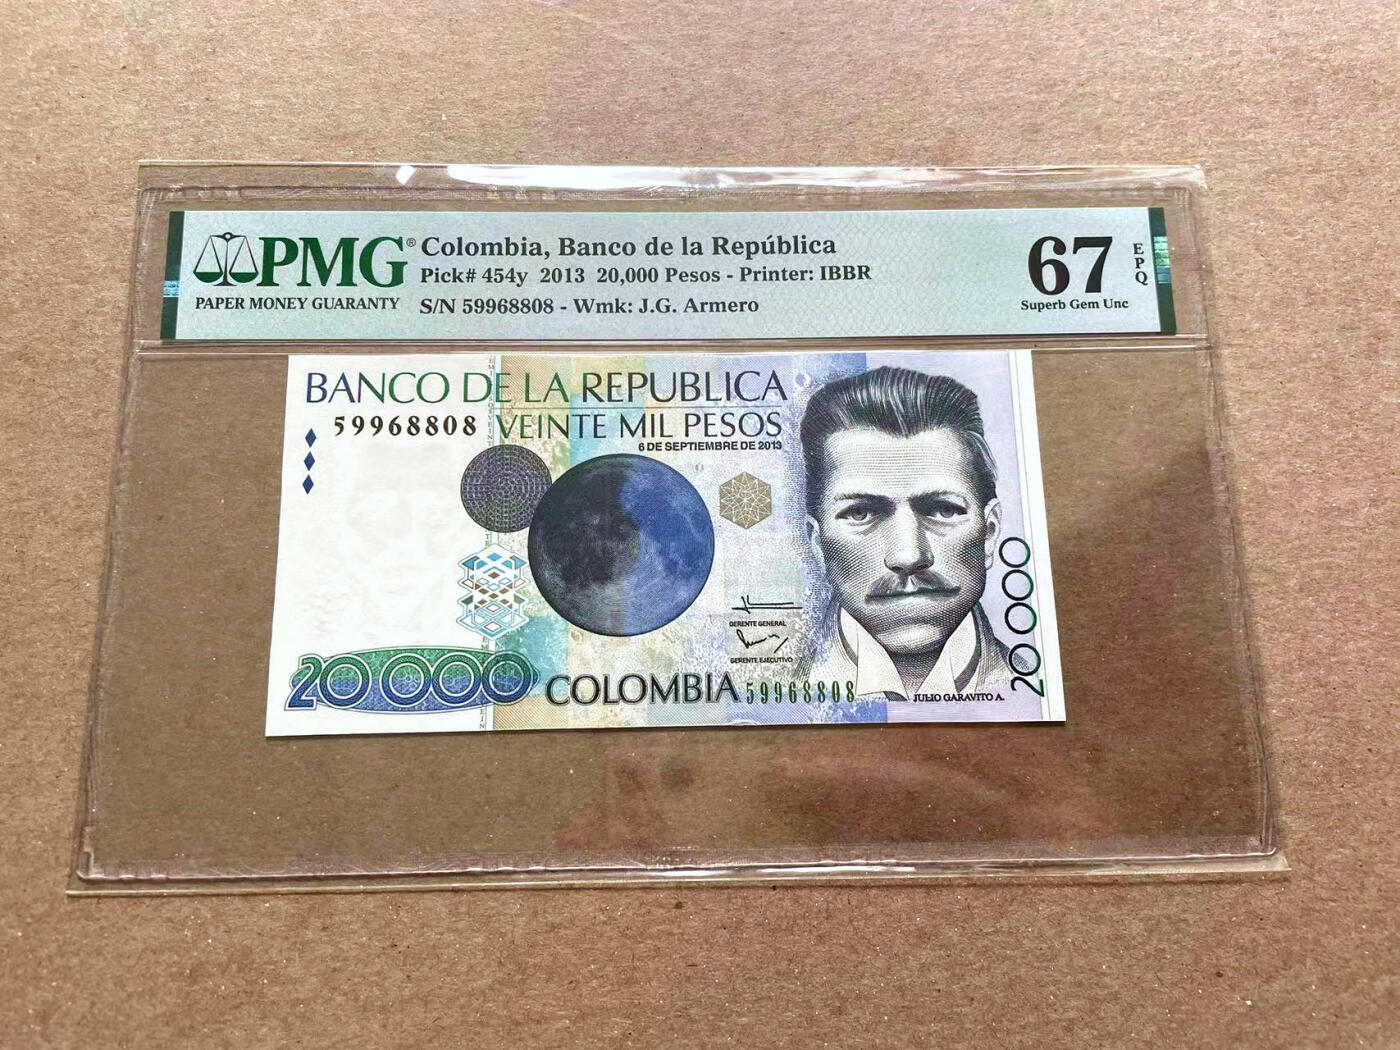 PMG®
PAPER MONEY GUARANTY
Colombia, Banco de la República
Pick# 454y 2013 20,000 Pesos - Printer: IBBR
S/N 59968808 - Wmk: J.G. Armero
67
EPQ
Superb Gem Unc
BANCO DE LA REPUBLICA
59968808 VEINTE MIL PESOS
6 DE SEPTIEMBRE DE 2013
GERENTE GENERAL
GERENTE EJECUTIVO
20 000
COLOMBIA 59968808
JULIO GARAVITO A.
20 000